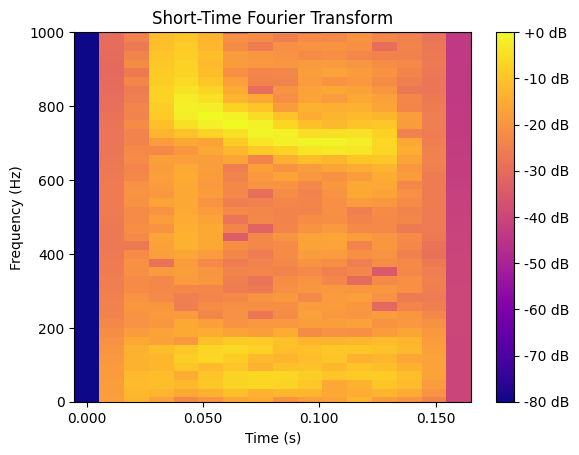 Short-Time Fourier Transform
1000
800
600
400
200
0
Frequency (Hz)
0.000
0.050
0.100
0.150
Time (s)
+0 dB
-10 dB
-20 dB
-30 dB
-40 dB
-50 dB
-60 dB
-70 dB
-80 dB